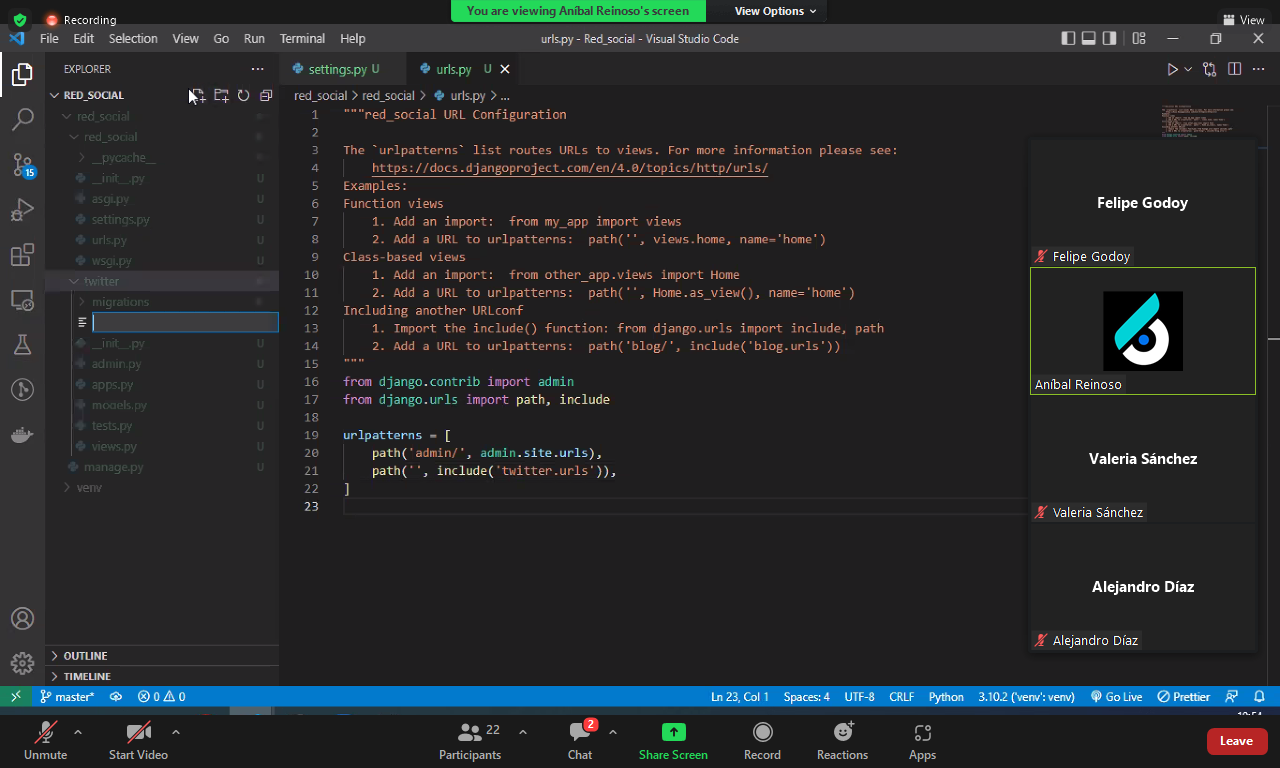 Recording
You are viewing Aníbal Reinoso's screen
View Options
View
File Edit Selection View Go Run Terminal Help
urls.py - Red_social - Visual Studio Code
EXPLORER
settings.py U
urls.py U
RED_SOCIAL
red_social > red_social > urls.py > ...
red_social
red_social
__pycache__
__init__.py U
asgi.py U
settings.py U
urls.py U
wsgi.py U
twitter
migrations
__init__.py U
admin.py U
apps.py U
models.py U
tests.py U
views.py U
manage.py U
venv
OUTLINE
TIMELINE
15
1 """red_social URL Configuration
2
3 The `urlpatterns` list routes URLs to views. For more information please see:
4     https://docs.djangoproject.com/en/4.0/topics/http/urls/
5 Examples:
6 Function views
7     1. Add an import:  from my_app import views
8     2. Add a URL to urlpatterns:  path('', views.home, name='home')
9 Class-based views
10     1. Add an import:  from other_app.views import Home
11     2. Add a URL to urlpatterns:  path('', Home.as_view(), name='home')
12 Including another URLconf
13     1. Import the include() function: from django.urls import include, path
14     2. Add a URL to urlpatterns:  path('blog/', include('blog.urls'))
15 """
16 from django.contrib import admin
17 from django.urls import path, include
18
19 urlpatterns = [
20     path('admin/', admin.site.urls),
21     path('', include('twitter.urls')),
22 ]
23
Felipe Godoy
Felipe Godoy
Aníbal Reinoso
Valeria Sánchez
Valeria Sánchez
Alejandro Díaz
Alejandro Díaz
master* 0 0
Ln 23, Col 1 Spaces: 4 UTF-8 CRLF Python 3.10.2 ('venv': venv) Go Live Prettier
Unmute
Start Video
22
Participants
2
Chat
Share Screen
Record
Reactions
Apps
Leave